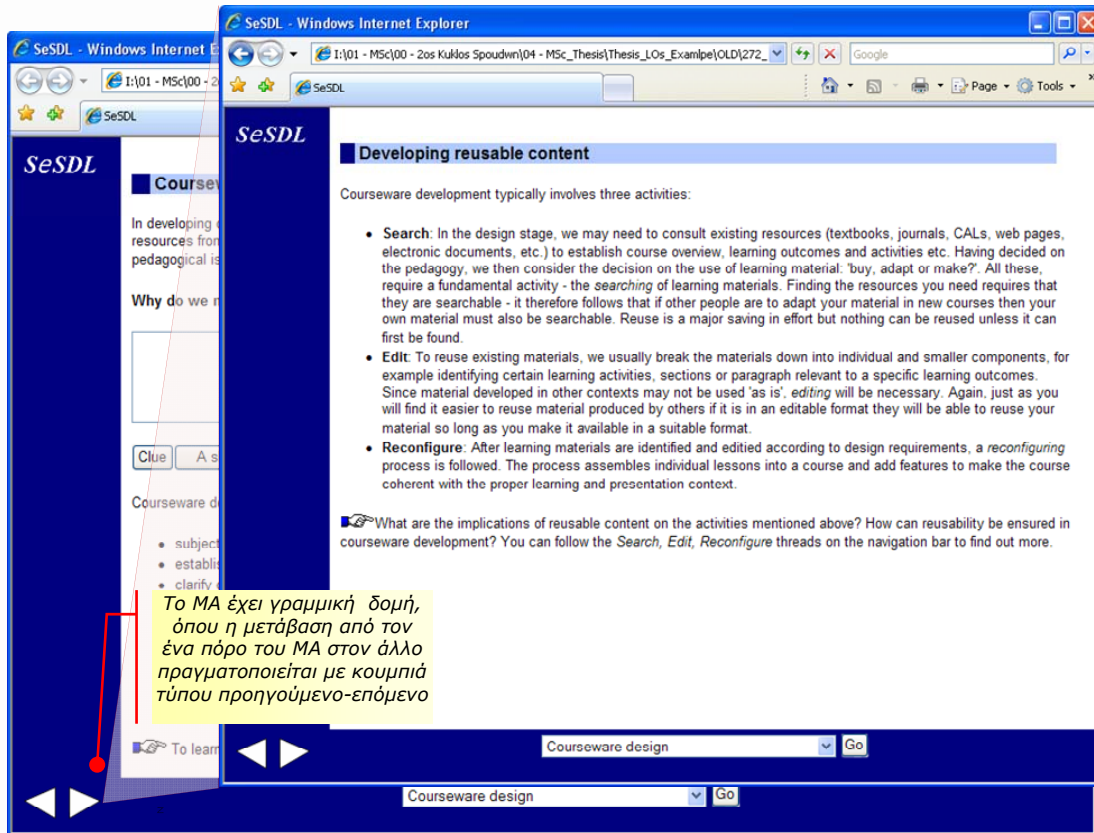 SeSDL - Windows Internet Explorer
I:\01 - MSc\00 - 2os Kuklos Spoudwn\04 - MSc_Thesis\Thesis_LOs_Examlpe\OLD\272_
Google
SeSDL
Page
Tools
SeSDL
Developing reusable content
Courseware development typically involves three activities:
Search: In the design stage, we may need to consult existing resources (textbooks, journals, CALs, web pages,
electronic documents, etc.) to establish course overview, learning outcomes and activities etc. Having decided on
the pedagogy, we then consider the decision on the use of learning material: 'buy, adapt or make?'. All these,
require a fundamental activity - the searching of learning materials. Finding the resources you need requires that
they are searchable - it therefore follows that if other people are to adapt your material in new courses then your
own material must also be searchable. Reuse is a major saving in effort but nothing can be reused unless it can
first be found.
Edit: To reuse existing materials, we usually break the materials down into individual and smaller components, for
example identifying certain learning activities, sections or paragraph relevant to a specific learning outcomes.
Since material developed in other contexts may not be used 'as is', editing will be necessary. Again, just as you
will find it easier to reuse material produced by others if it is in an editable format they will be able to reuse your
material so long as you make it available in a suitable format.
Reconfigure: After learning materials are identified and editied according to design requirements, a reconfiguring
process is followed. The process assembles individual lessons into a course and add features to make the course
coherent with the proper learning and presentation context.
What are the implications of reusable content on the activities mentioned above? How can reusability be ensured in
courseware development? You can follow the Search, Edit, Reconfigure threads on the navigation bar to find out more.
Courseware design
Go
SeSDL - Windows Internet
I:\01 - MSc\00 -
SeSDL
SeSDL
In developing
resources from
pedagogical
Why do we
Clue
A
Courseware
subject
clarify
Το ΜΑ έχει γραμμική δομή,
όπου η μετάβαση από τον
ένα πόρο του ΜΑ στον άλλο
πραγματοποιείται με κουμπιά
τύπου προηγούμενο-επόμενο
To learn
Courseware design
Go